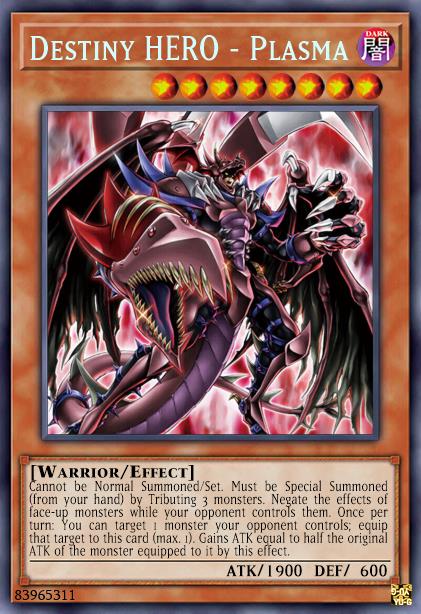 Destiny HERO - Plasma
DARK
闇
[Warrior/Effect]
Cannot be Normal Summoned/Set. Must be Special Summoned
(from your hand) by Tributing 3 monsters. Negate the effects of
face-up monsters while your opponent controls them. Once per
turn: You can target 1 monster your opponent controls; equip
that target to this card (max. 1). Gains ATK equal to half the original
ATK of the monster equipped to it by this effect.
ATK/1900 DEF/ 600
83965311